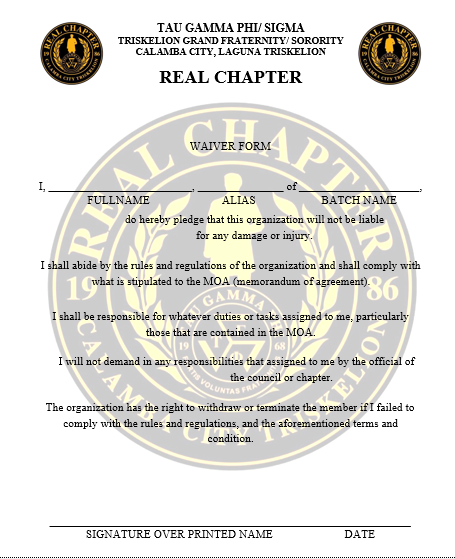 TAU GAMMA PHI/ SIGMA
TRISKELION GRAND FRATERNITY/ SORORITY
CALAMBA CITY, LAGUNA TRISKELION
REAL CHAPTER
REAL CHAPTER
CALAMBA CITY TRISKELION
REAL CHAPTER
CALAMBA CITY TRISKELION
WAIVER FORM
I, ________________________, ______________ of ____________________,
FULLNAME ALIAS BATCH NAME
do hereby pledge that this organization will not be liable
for any damage or injury.
I shall abide by the rules and regulations of the organization and shall comply with
what is stipulated to the MOA (memorandum of agreement).
I shall be responsible for whatever duties or tasks assigned to me, particularly
those that are contained in the MOA.
I will not demand in any responsibilities that assigned to me by the official of
the council or chapter.
The organization has the right to withdraw or terminate the member if I failed to
comply with the rules and regulations, and the aforementioned terms and
condition.
SIGNATURE OVER PRINTED NAME DATE
REAL CHAPTER
19 86
TAU GAMMA
19 68
CALAMBA CITY TRISKELION